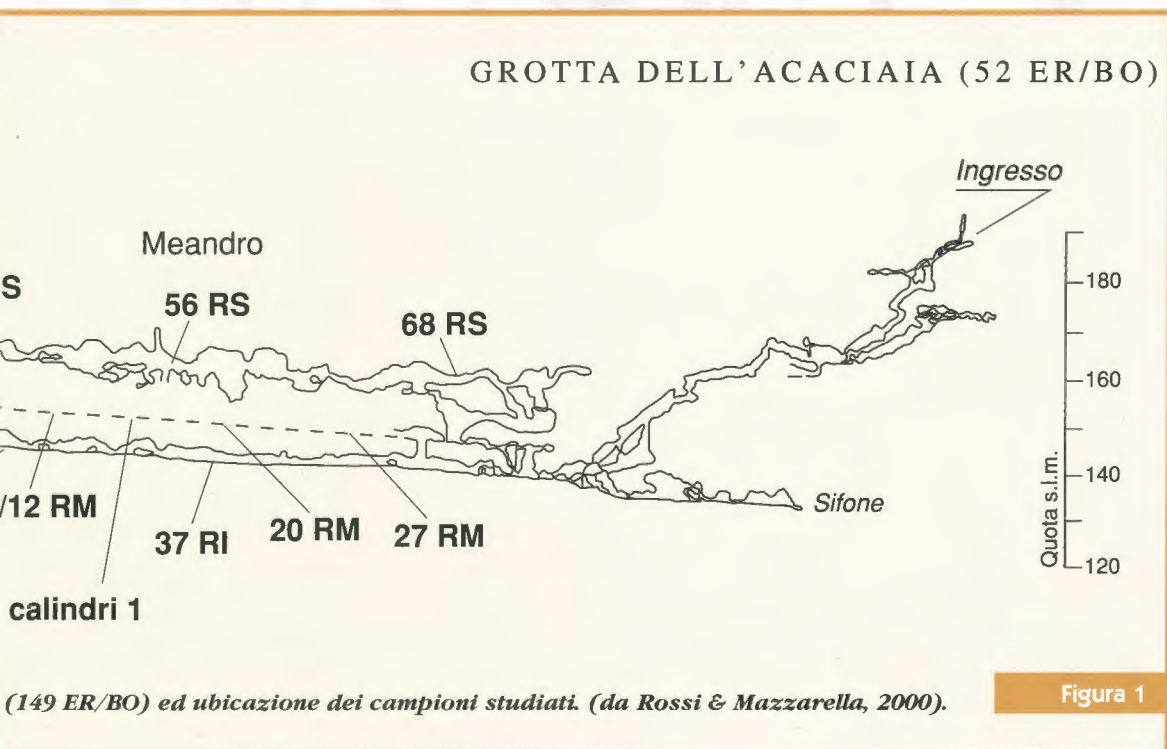 GROTTA DELL'ACACIAIA (52 ER/BO)
Ingresso
Meandro
S
56 RS
68 RS
180
160
140
120
Quota s.l.m.
Sifone
/12 RM
37 RI
20 RM
27 RM
calindri 1
(149 ER/BO) ed ubicazione dei campioni studiati. (da Rossi & Mazzarella, 2000).
Figura 1